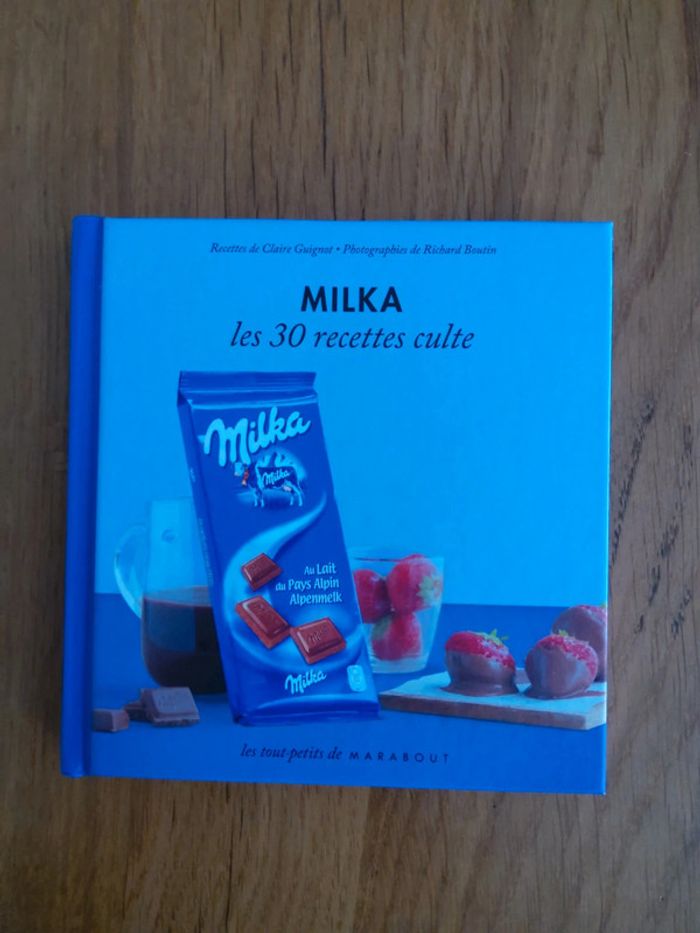 Recettes de Claire Guignot • Photographies de Richard Boutin
MILKA
les 30 recettes culte
Milka
Milka
Au Lait
du Pays Alpin
Alpenmelk
Milka
les tout-petits de MARABOUT